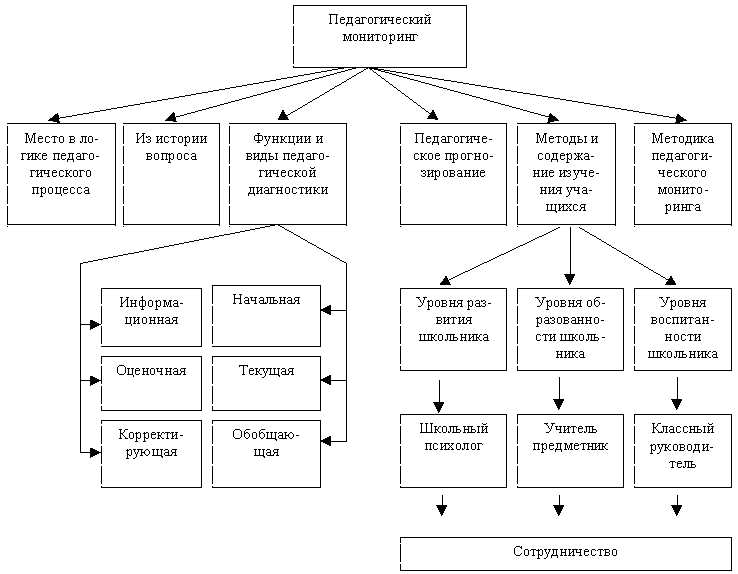 Педагогический
мониторинг
Место в ло-
гике педаго-
гического
процесса
Из истории
вопроса
Функции и
виды педаго-
гической
диагностики
Педагогиче-
ское прогно-
зирование
Методы и
содержа-
ние изуче-
ния уча-
щихся
Методика
педагоги-
ческого
монито-
ринга
Информа-
ционная
Начальная
Оценочная
Текущая
Корректи-
рующая
Обобщаю-
щая
Уровня раз-
вития
школьника
Уровня об-
разованно-
сти школь-
ника
Уровня
воспитан-
ности
школьника
Школьный
психолог
Учитель
предметник
Классный
руководи-
тель
Сотрудничество